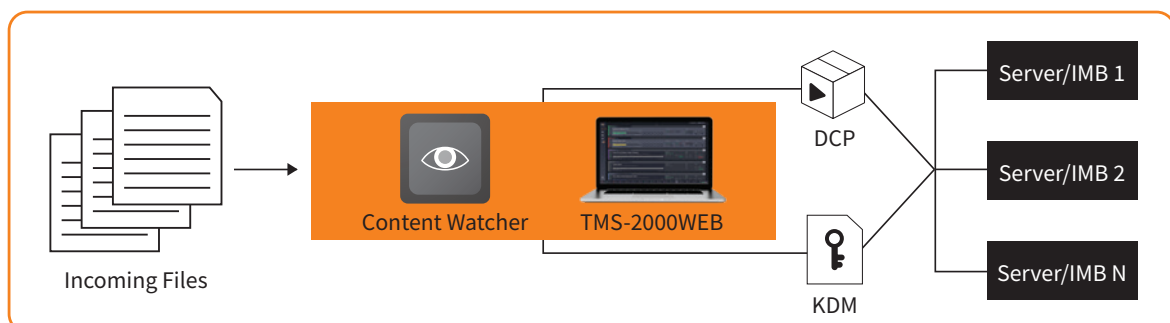 Incoming Files
Content Watcher
TMS-2000WEB
DCP
KDM
Server/IMB 1
Server/IMB 2
Server/IMB N